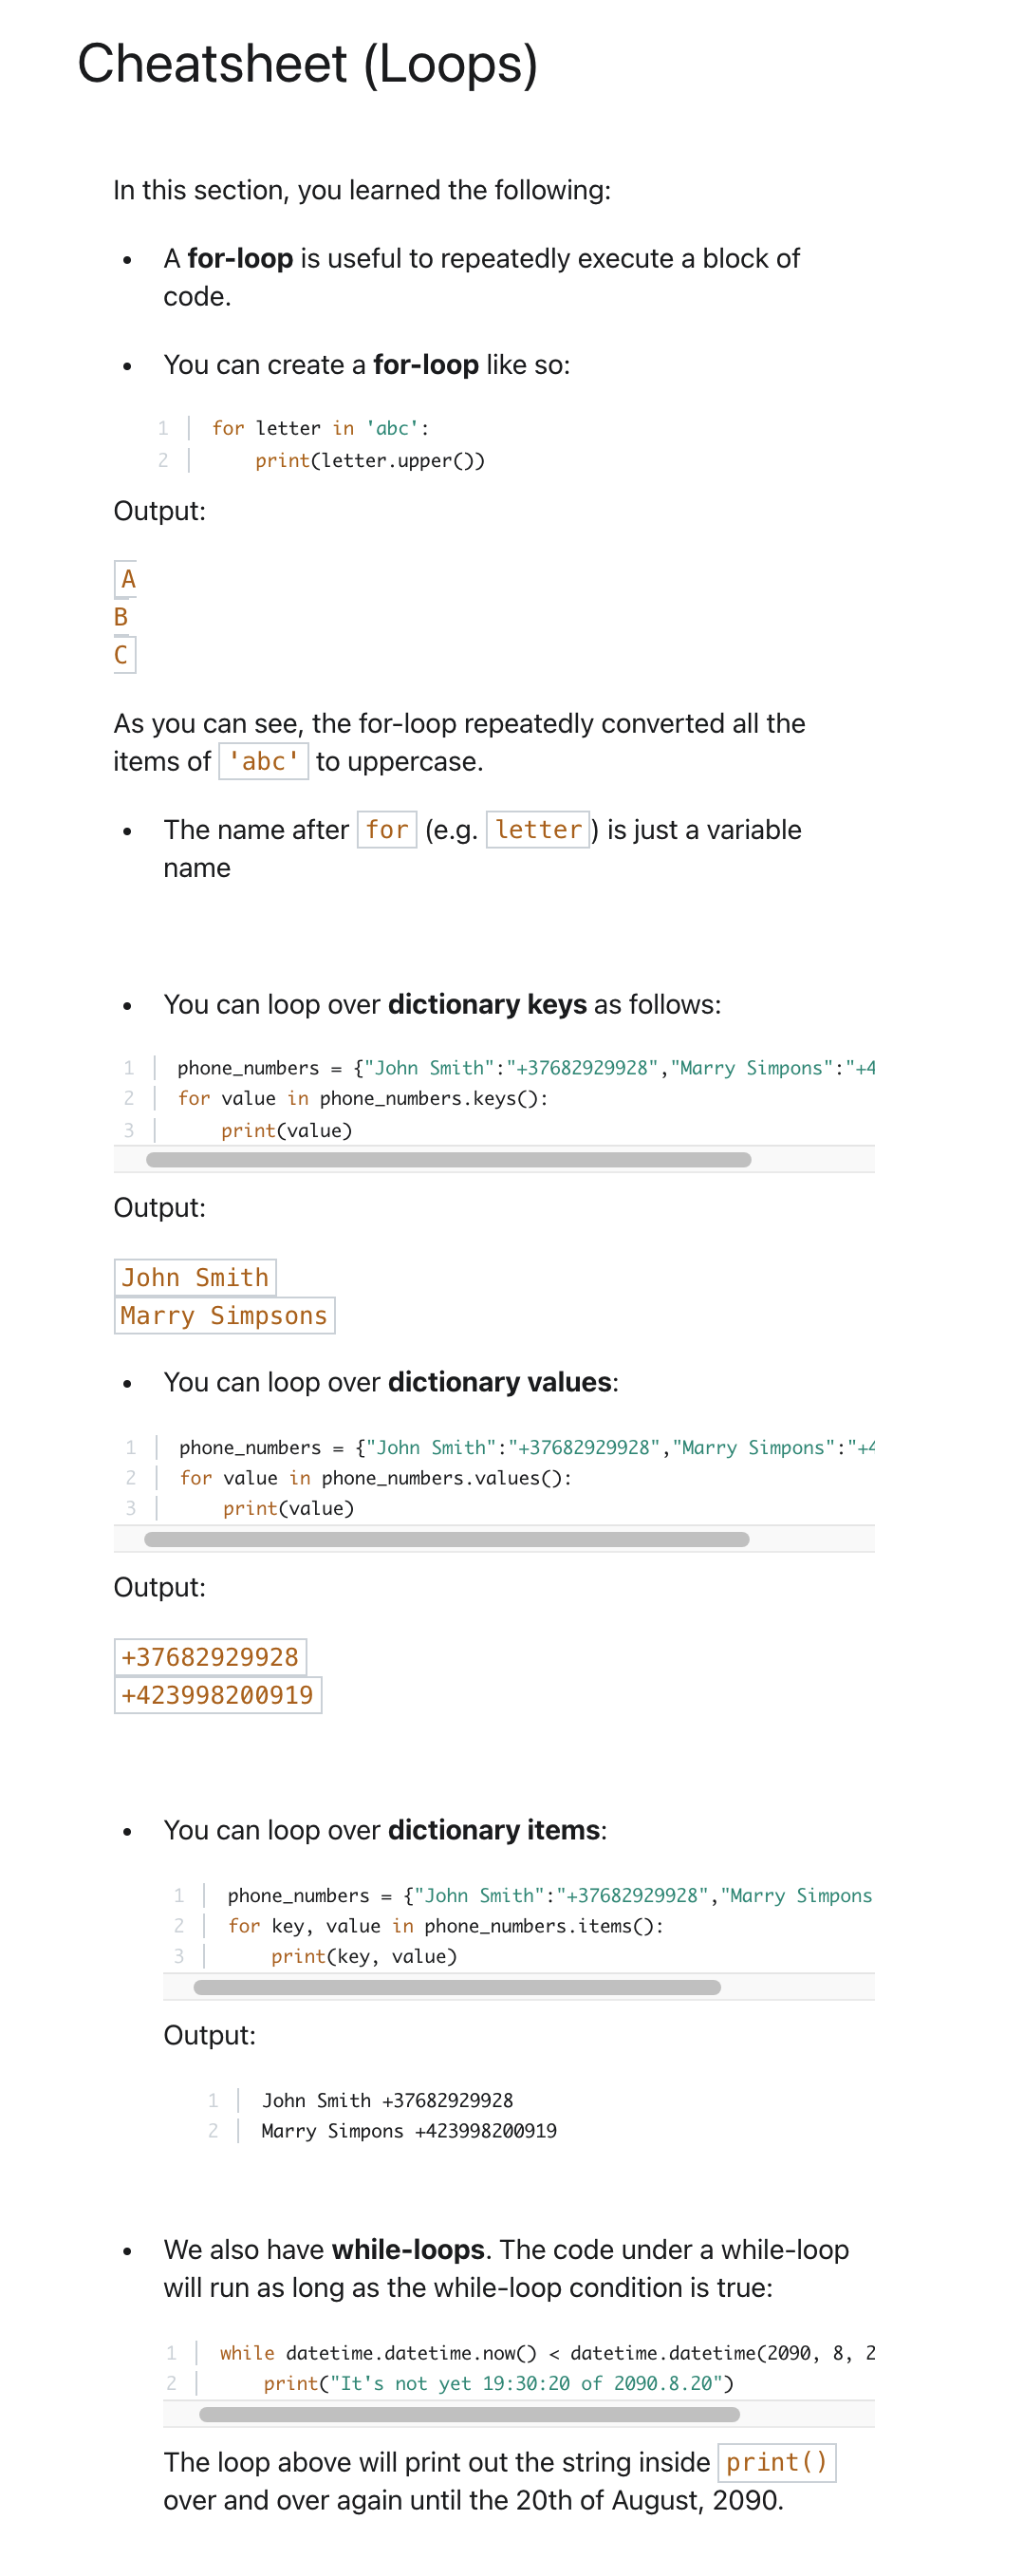 Cheatsheet (Loops)
In this section, you learned the following:
• A for-loop is useful to repeatedly execute a block of
code.
• You can create a for-loop like so:
1 for letter in 'abc':
2     print(letter.upper())
Output:
A
B
C
As you can see, the for-loop repeatedly converted all the
items of 'abc' to uppercase.
• The name after for (e.g. letter) is just a variable
name
• You can loop over dictionary keys as follows:
1 phone_numbers = {"John Smith":"+37682929928","Marry Simpons":"+4
2 for value in phone_numbers.keys():
3     print(value)
Output:
John Smith
Marry Simpsons
• You can loop over dictionary values:
1 phone_numbers = {"John Smith":"+37682929928","Marry Simpons":"+4
2 for value in phone_numbers.values():
3     print(value)
Output:
+37682929928
+423998200919
• You can loop over dictionary items:
1 phone_numbers = {"John Smith":"+37682929928","Marry Simpons
2 for key, value in phone_numbers.items():
3     print(key, value)
Output:
1 John Smith +37682929928
2 Marry Simpons +423998200919
• We also have while-loops. The code under a while-loop
will run as long as the while-loop condition is true:
1 while datetime.datetime.now() < datetime.datetime(2090, 8, 2
2     print("It's not yet 19:30:20 of 2090.8.20")
The loop above will print out the string inside print()
over and over again until the 20th of August, 2090.